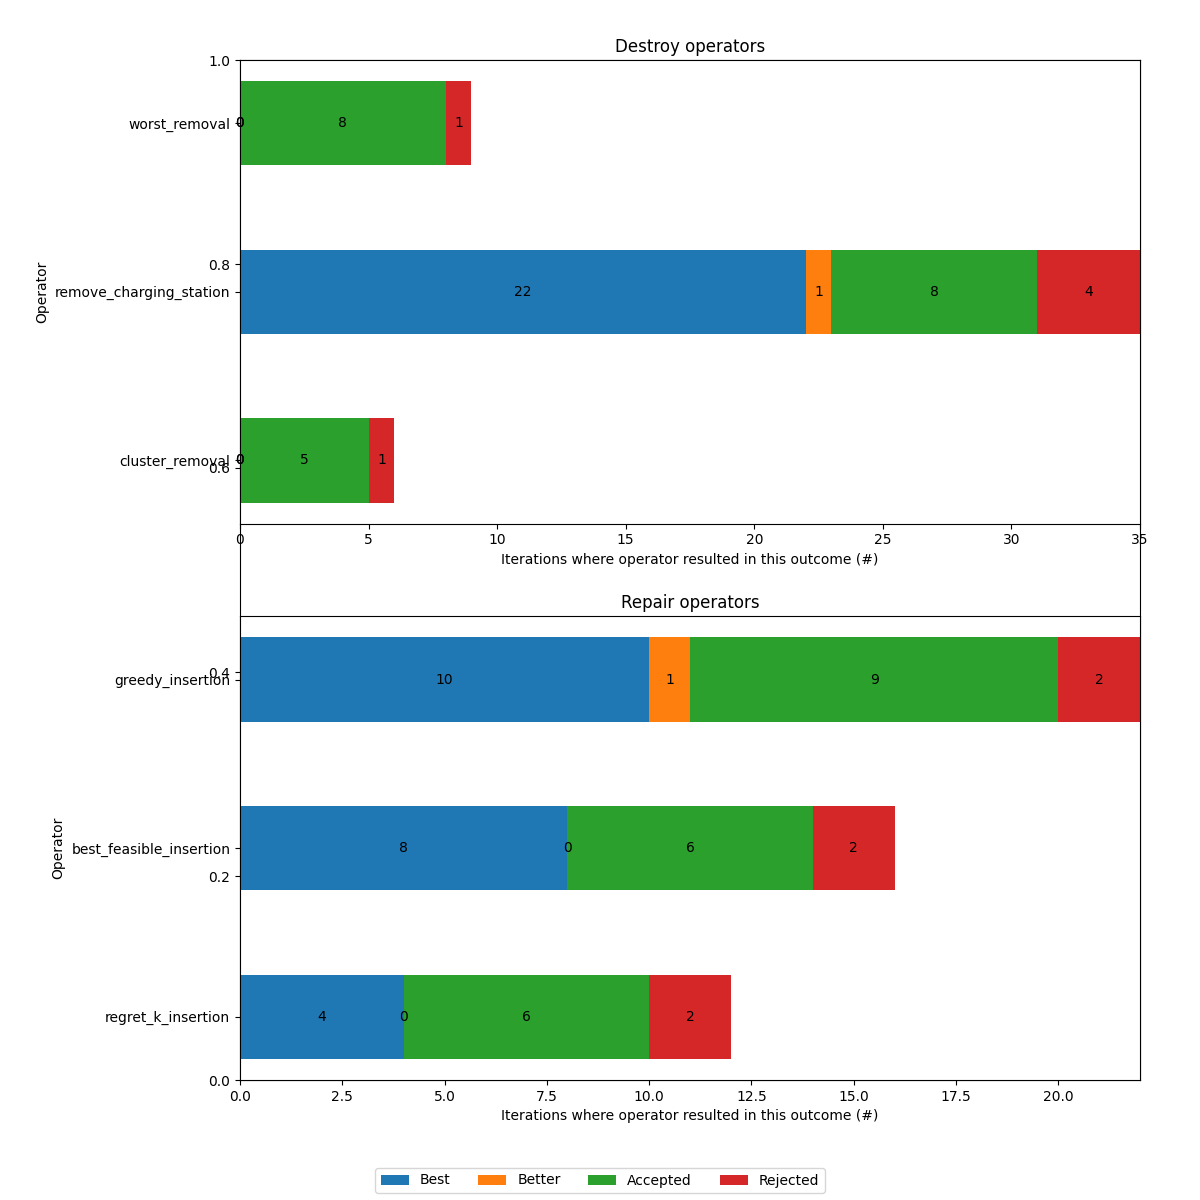 Destroy operators
1.0
worst_removal
0
8
1
0.8
Operator
remove_charging_station
22
1
8
4
cluster_removal
0
5
1
0.6
0
5
10
15
20
25
30
35
Iterations where operator resulted in this outcome (#)
Repair operators
0.4
greedy_insertion
10
1
9
2
Operator
best_feasible_insertion
8
0
6
2
0.2
regret_k_insertion
4
0
6
2
0.0
0.0
2.5
5.0
7.5
10.0
12.5
15.0
17.5
20.0
Iterations where operator resulted in this outcome (#)
Best
Better
Accepted
Rejected